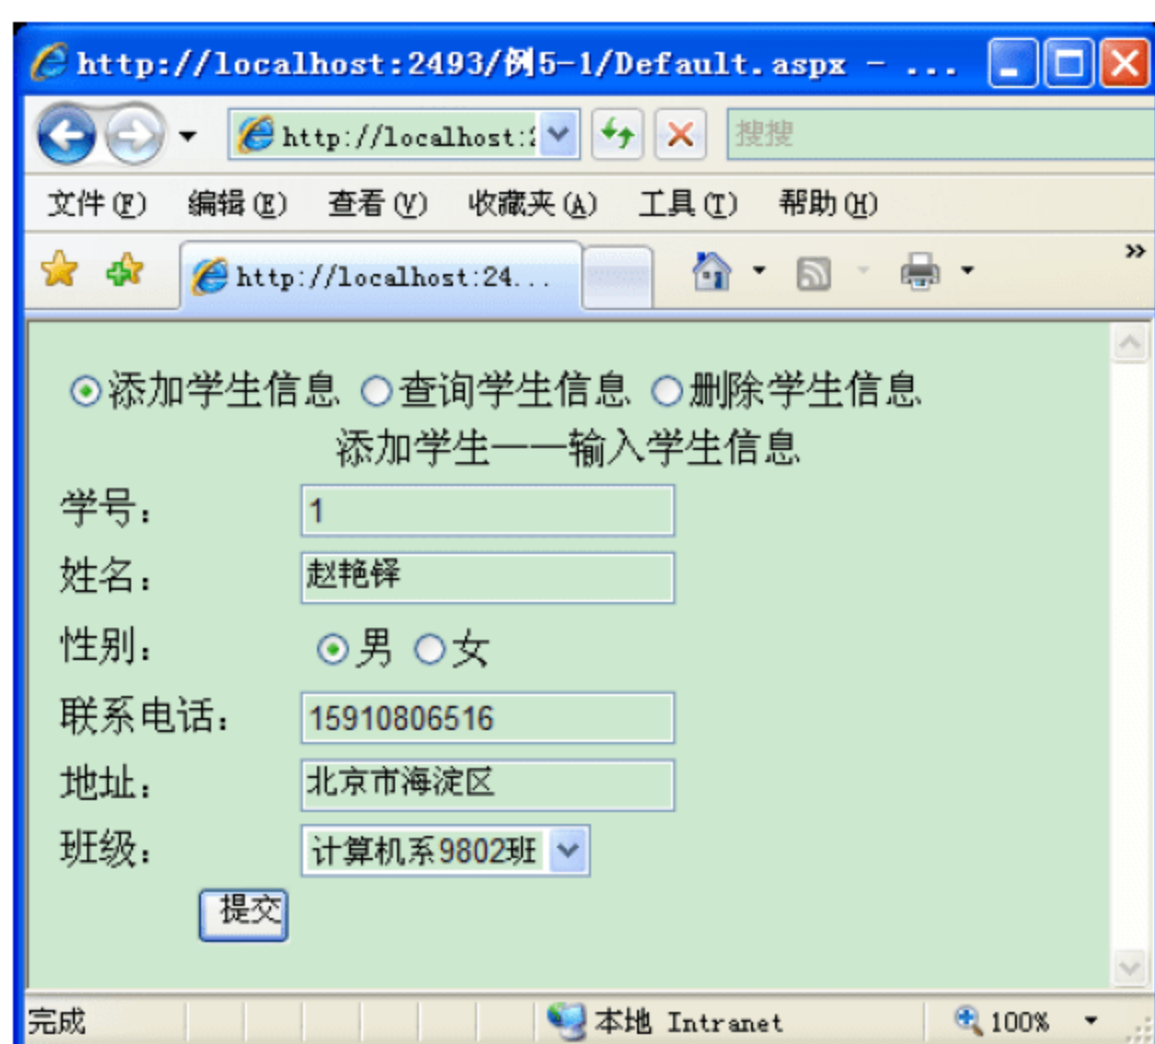 http://localhost:2493/例5-1/Default.aspx - ...
http://localhost:2
搜搜
文件(F) 编辑(E) 查看(V) 收藏夹(A) 工具(T) 帮助(H)
http://localhost:24...
添加学生信息 查询学生信息 删除学生信息
添加学生——输入学生信息
学号： 1
姓名： 赵艳铎
性别： 男 女
联系电话： 15910806516
地址： 北京市海淀区
班级： 计算机系9802班
提交
完成 本地 Intranet 100%